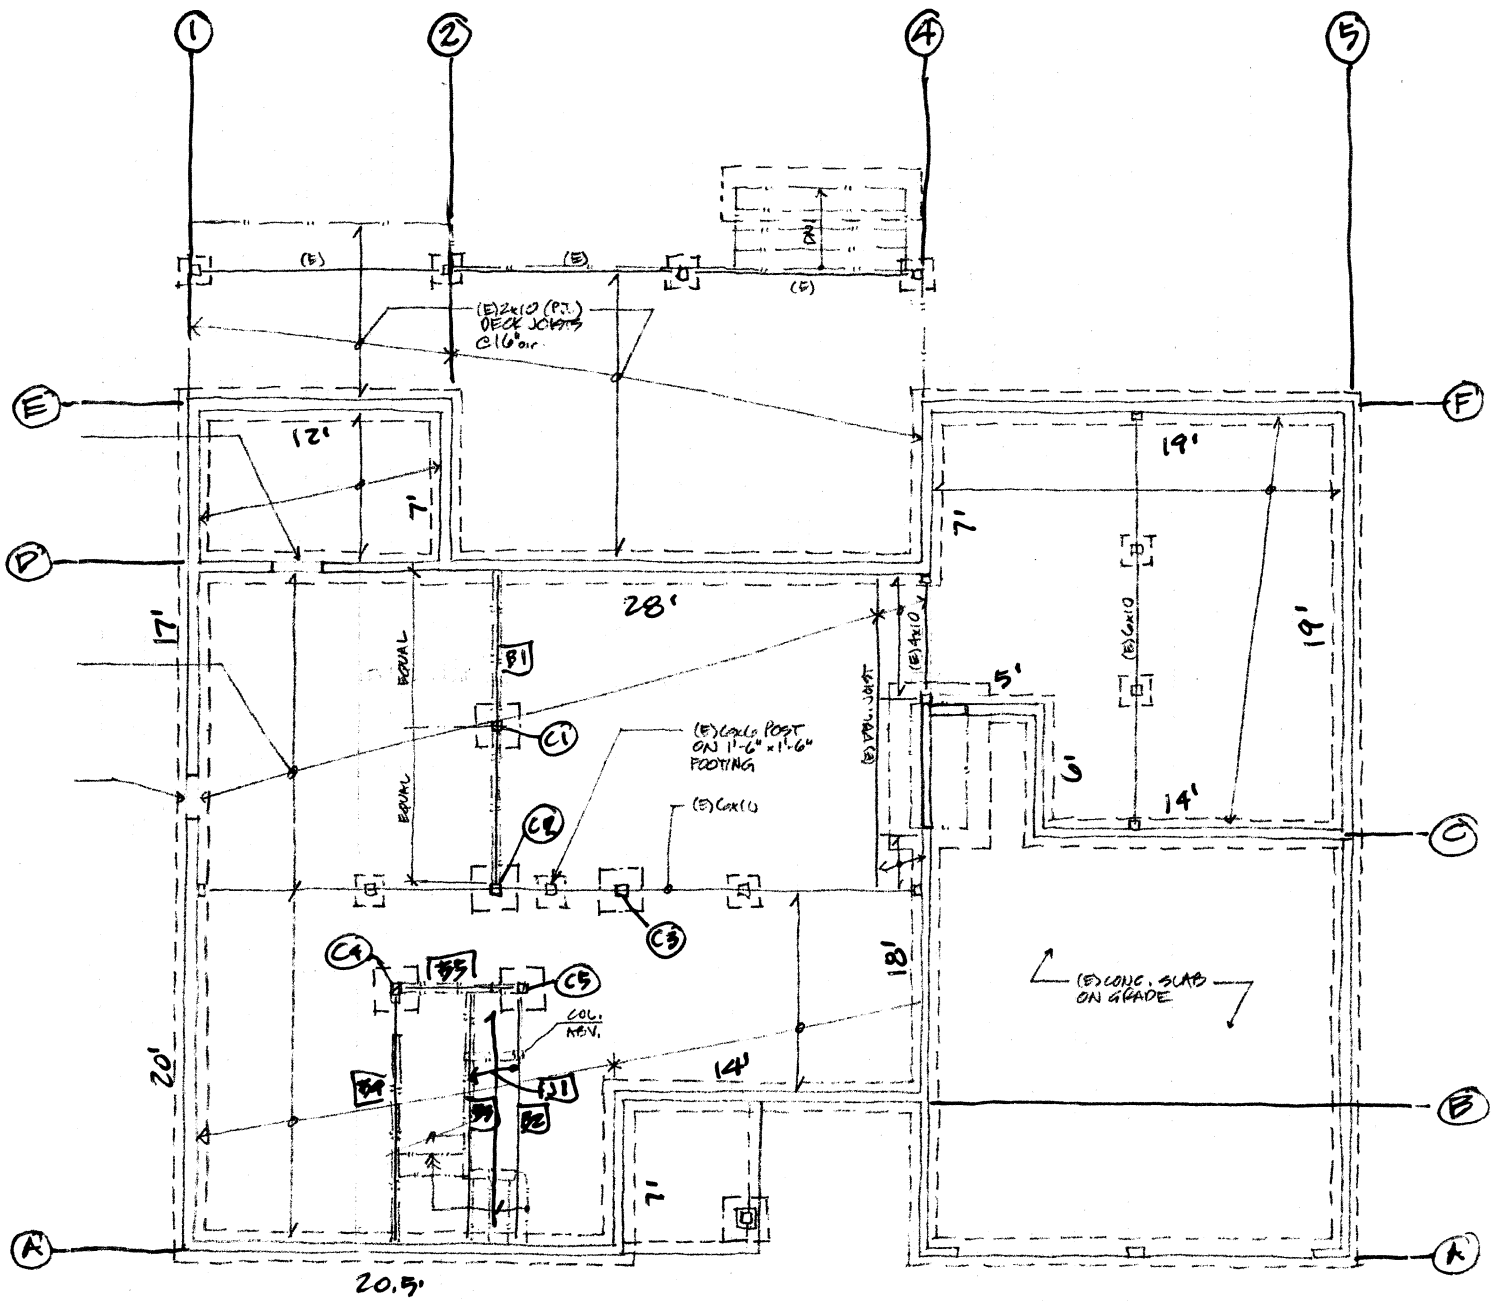 1
2
4
5
DN
(E)
(E)
(E)
(E)2x10 (P.T.)
DECK JOISTS
@16"o.c.
E
F
12'
19'
7'
7'
D
28'
17'
EQUAL
B1
(E)4x10
(E)6x10
19'
5'
(E)DBL. JOIST
C1
(E)6x6 POST
ON 1'-6" x 1'-6"
FOOTING
6'
EQUAL
(E)6x10
14'
C2
C
C3
C4
B5
C5
18'
(E)CONC. SLAB
ON GRADE
COL.
ABV.
20'
14'
B4
J1
B3
B2
B
7'
A
A
20.5'